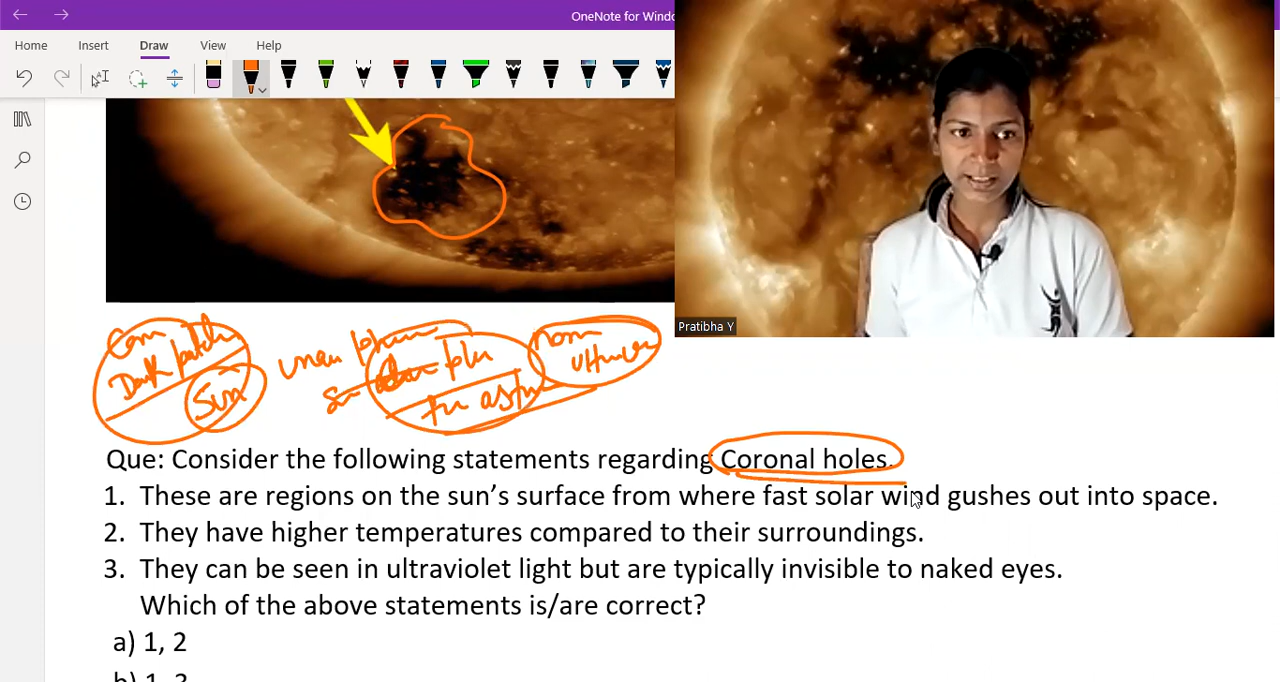 OneNote for Windo
Home Insert Draw View Help
Pratibha Y
Dark patch
Sun
Que: Consider the following statements regarding Coronal holes.
1. These are regions on the sun’s surface from where fast solar wind gushes out into space.
2. They have higher temperatures compared to their surroundings.
3. They can be seen in ultraviolet light but are typically invisible to naked eyes.
Which of the above statements is/are correct?
a) 1, 2